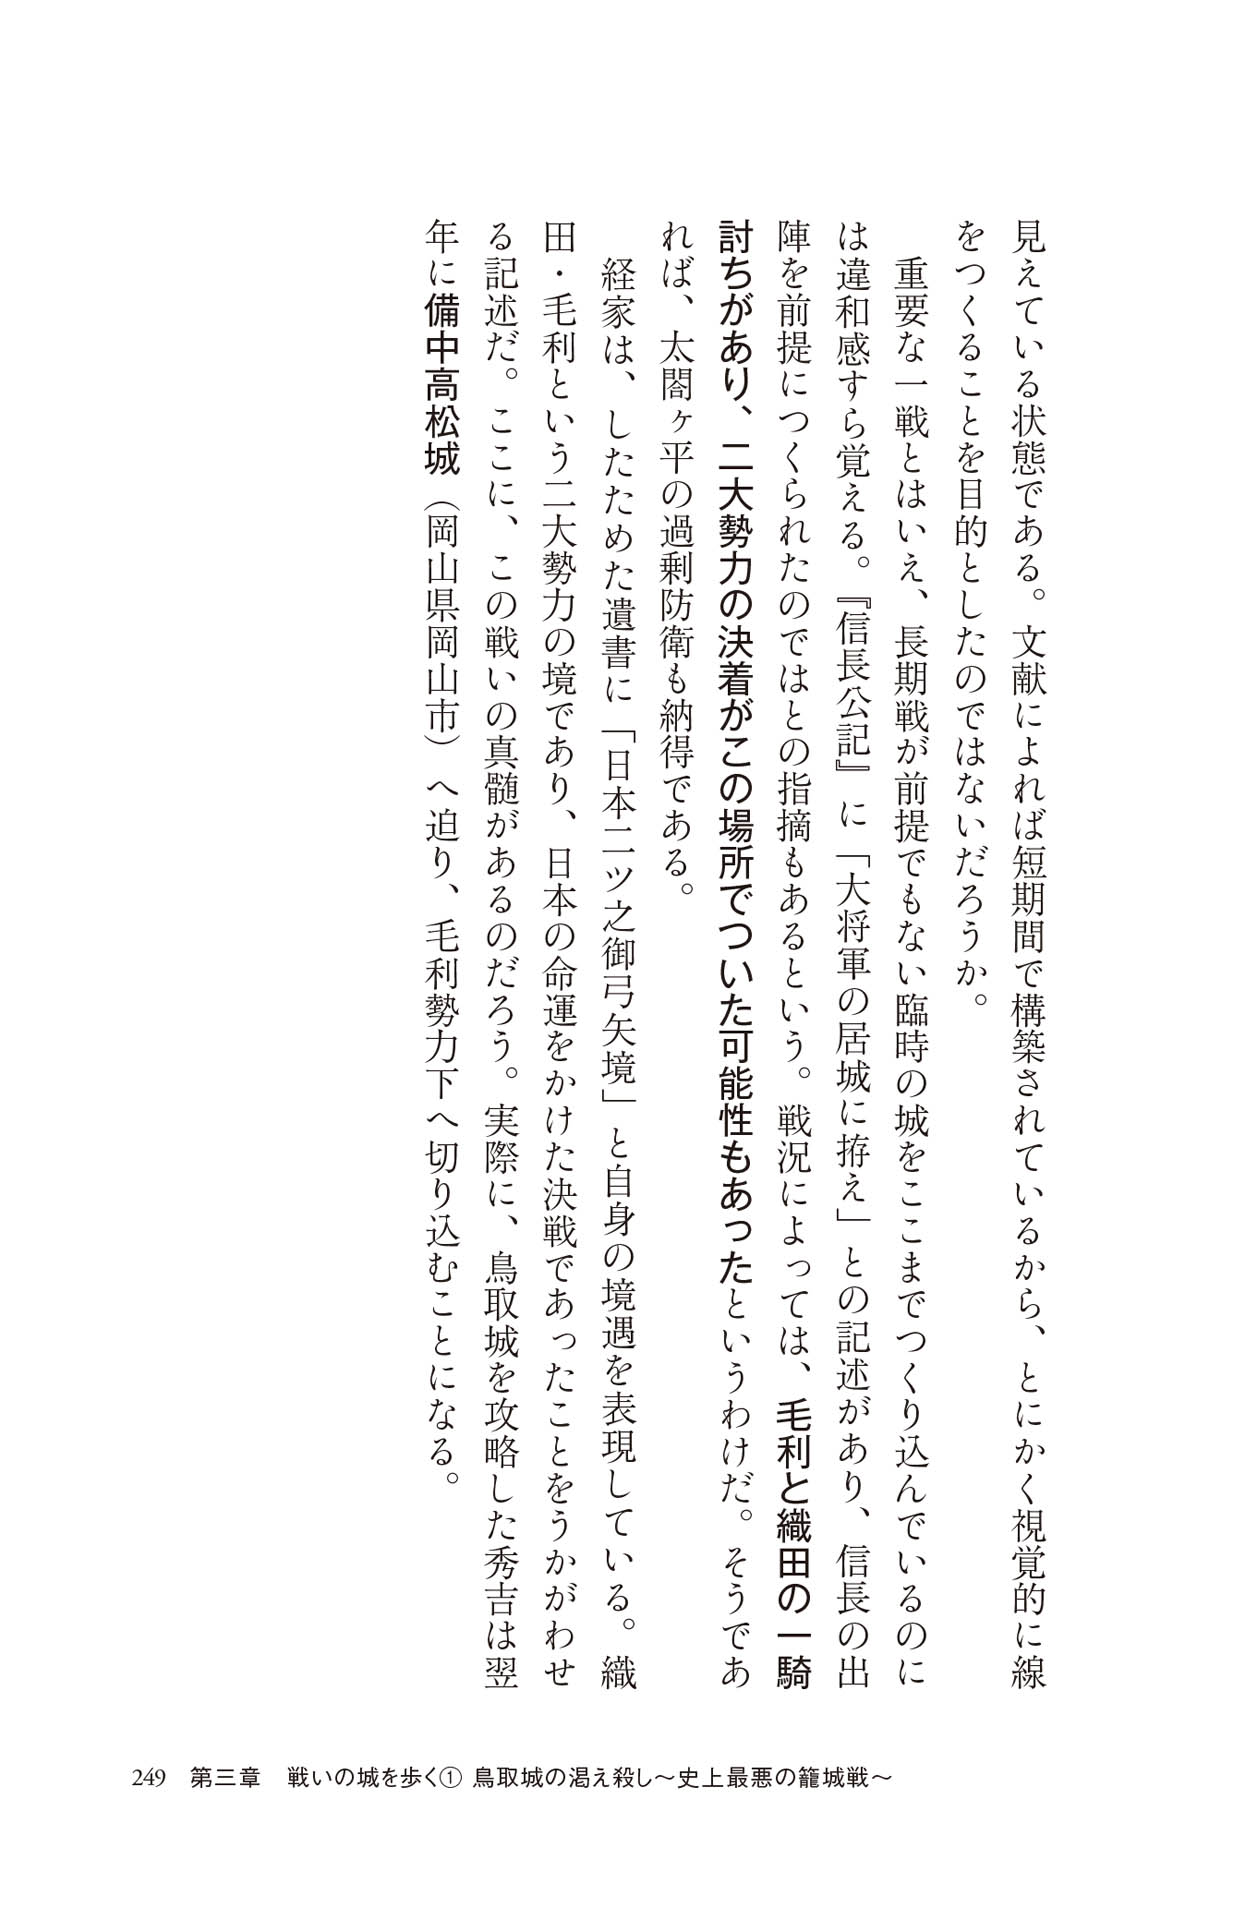 見えている状態である。文献によれば短期間で構築されているから、とにかく視覚的に線
をつくることを目的としたのではないだろうか。
　重要な一戦とはいえ、長期戦が前提でもない臨時の城をここまでつくり込んでいるのに
は違和感すら覚える。『信長公記』に「大将軍の居城に拵え」との記述があり、信長の出
陣を前提につくられたのではとの指摘もあるという。戦況によっては、毛利と織田の一騎
討ちがあり、二大勢力の決着がこの場所でついた可能性もあったというわけだ。そうであ
れば、太閤ヶ平の過剰防衛も納得である。
　経家は、したためた遺書に「日本二ツ之御弓矢境」と自身の境遇を表現している。織
田・毛利という二大勢力の境であり、日本の命運をかけた決戦であったことをうかがわせ
る記述だ。ここに、この戦いの真髄があるのだろう。実際に、鳥取城を攻略した秀吉は翌
年に備中高松城（岡山県岡山市）へ迫り、毛利勢力下へ切り込むことになる。
249　第三章　戦いの城を歩く① 鳥取城の渇え殺し～史上最悪の籠城戦～